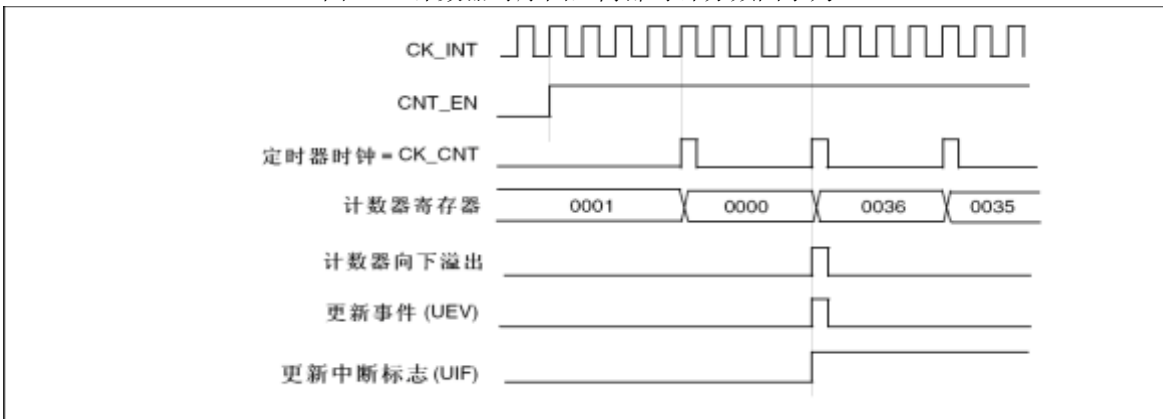 CK_INT
CNT_EN
定时器时钟 = CK_CNT
计数器寄存器 0001 0000 0036 0035
计数器向下溢出
更新事件 (UEV)
更新中断标志 (UIF)